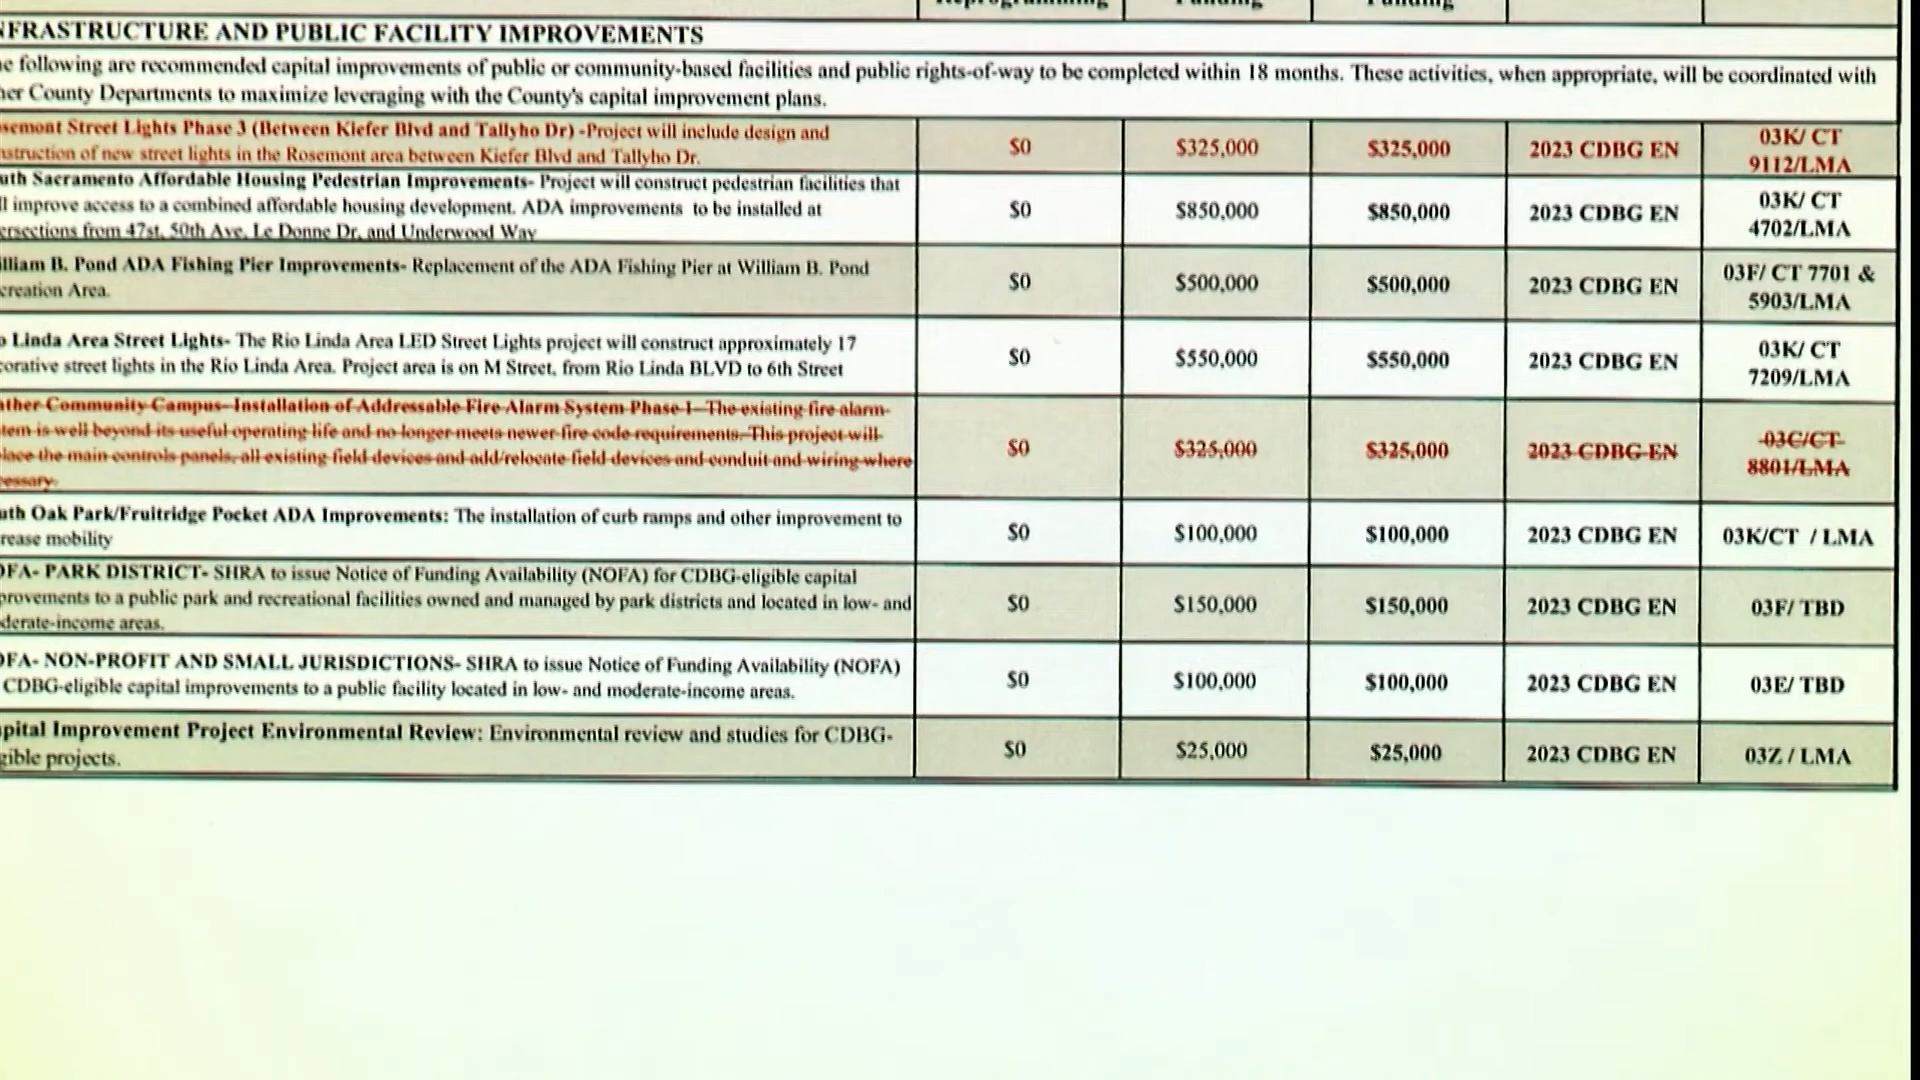 Funding Funding
INFRASTRUCTURE AND PUBLIC FACILITY IMPROVEMENTS
e following are recommended capital improvements of public or community-based facilities and public rights-of-way to be completed within 18 months. These activities, when appropriate, will be coordinated with
er County Departments to maximize leveraging with the County's capital improvement plans.
semont Street Lights Phase 3 (Between Kiefer Blvd and Tallyho Dr) -Project will include design and
nstruction of new street lights in the Rosemont area between Kiefer Blvd and Tallyho Dr.
$0 $325,000 $325,000 2023 CDBG EN 03K/ CT
9112/LMA
uth Sacramento Affordable Housing Pedestrian Improvements- Project will construct pedestrian facilities that
ll improve access to a combined affordable housing development. ADA improvements to be installed at
ersections from 47st, 50th Ave, Le Donne Dr, and Underwood Way
$0 $850,000 $850,000 2023 CDBG EN 03K/ CT
4702/LMA
lliam B. Pond ADA Fishing Pier Improvements- Replacement of the ADA Fishing Pier at William B. Pond
creation Area.
$0 $500,000 $500,000 2023 CDBG EN 03F/ CT 7701 &
5903/LMA
o Linda Area Street Lights- The Rio Linda Area LED Street Lights project will construct approximately 17
corative street lights in the Rio Linda Area. Project area is on M Street, from Rio Linda BLVD to 6th Street
$0 $550,000 $550,000 2023 CDBG EN 03K/ CT
7209/LMA
ather Community Campus- Installation of Addressable Fire Alarm System Phase 1- The existing fire alarm
tem is well beyond its useful operating life and no longer meets newer fire code requirements. This project will
lace the main controls panels, all existing field devices and add/relocate field devices and conduit and wiring where
cessary.
$0 $325,000 $325,000 2023 CDBG EN 03C/CT
8801/LMA
uth Oak Park/Fruitridge Pocket ADA Improvements: The installation of curb ramps and other improvement to
rease mobility
$0 $100,000 $100,000 2023 CDBG EN 03K/CT / LMA
OFA- PARK DISTRICT- SHRA to issue Notice of Funding Availability (NOFA) for CDBG-eligible capital
provements to a public park and recreational facilities owned and managed by park districts and located in low- and
derate-income areas.
$0 $150,000 $150,000 2023 CDBG EN 03F/ TBD
OFA- NON-PROFIT AND SMALL JURISDICTIONS- SHRA to issue Notice of Funding Availability (NOFA)
CDBG-eligible capital improvements to a public facility located in low- and moderate-income areas.
$0 $100,000 $100,000 2023 CDBG EN 03E/ TBD
pital Improvement Project Environmental Review: Environmental review and studies for CDBG-
gible projects.
$0 $25,000 $25,000 2023 CDBG EN 03Z / LMA